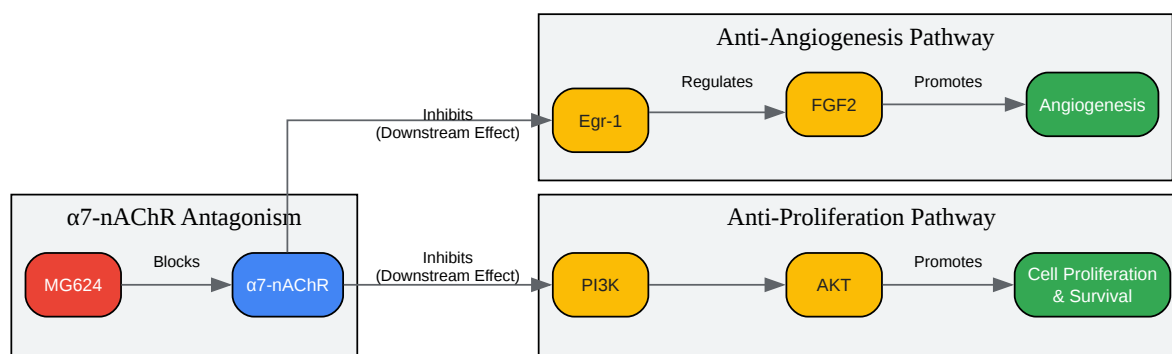 Anti-Angiogenesis Pathway
Regulates
Promotes
Egr-1
FGF2
Angiogenesis
Inhibits
(Downstream Effect)
α7-nAChR Antagonism
MG624
Blocks
α7-nAChR
Inhibits
(Downstream Effect)
Anti-Proliferation Pathway
PI3K
AKT
Promotes
Cell Proliferation
& Survival